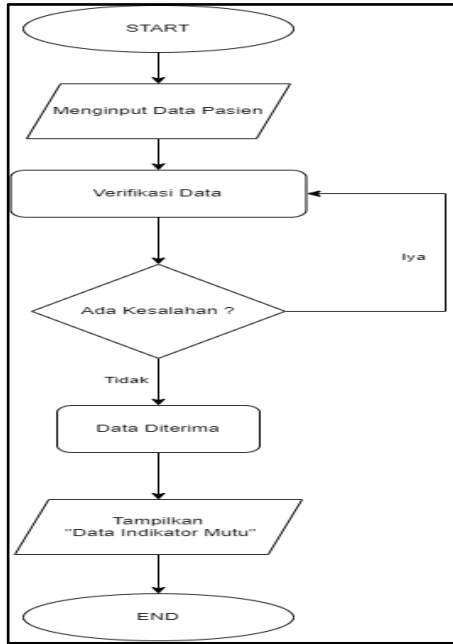 START
Menginput Data Pasien
Verifikasi Data
Iya
Ada Kesalahan ?
Tidak
Data Diterima
Tampilkan
"Data Indikator Mutu"
END